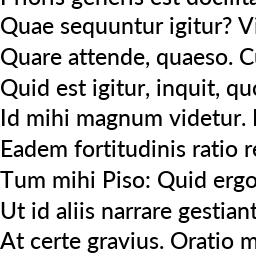 Prioris generis est docilita
Quae sequuntur igitur? Vi
Quare attende, quaeso. Cu
Quid est igitur, inquit, quo
Id mihi magnum videtur.
Eadem fortitudinis ratio re
Tum mihi Piso: Quid ergo
Ut id aliis narrare gestiant
At certe gravius. Oratio m